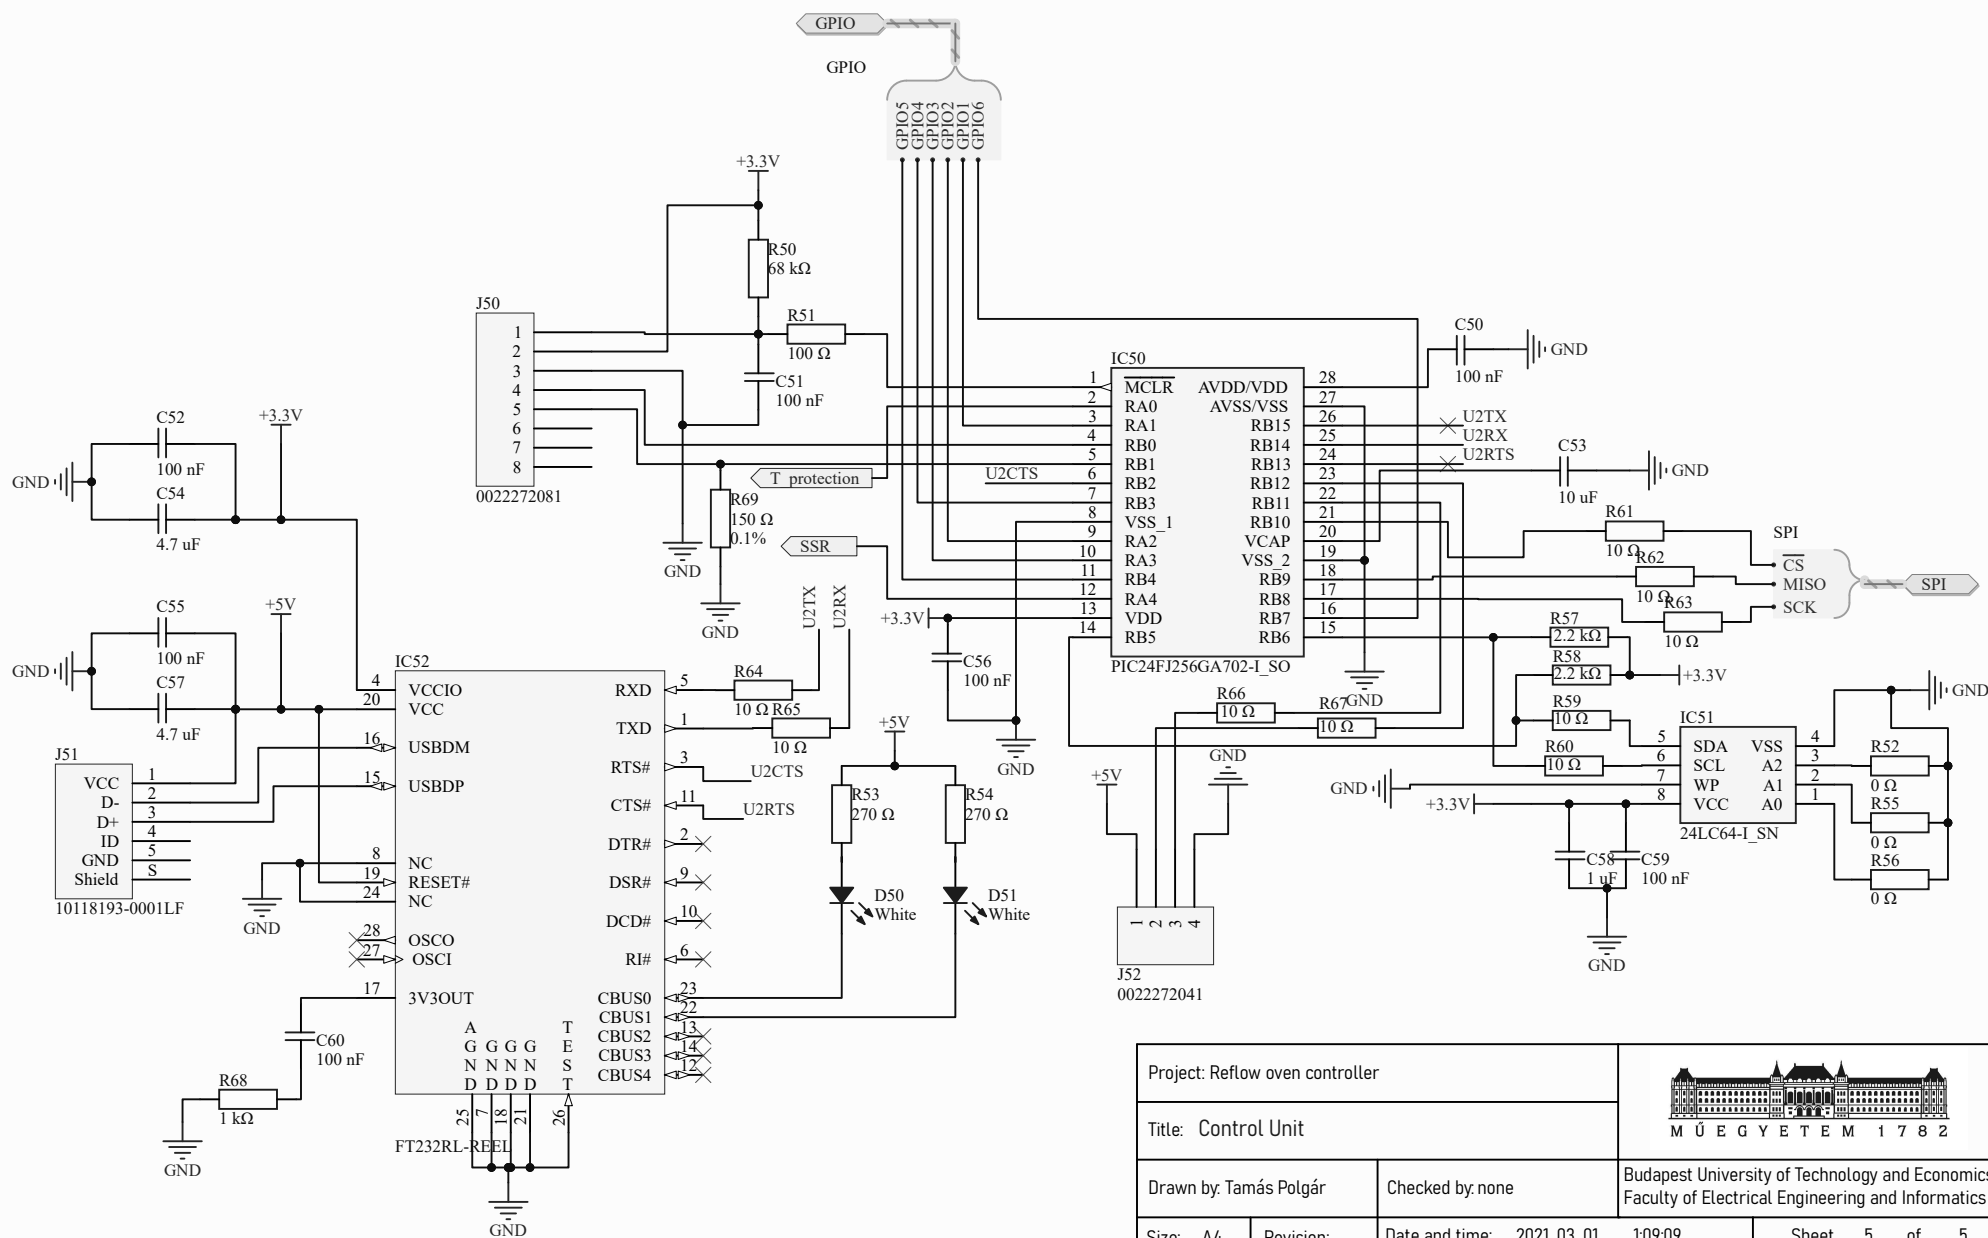 GPIO
GPIO
GPIO5
GPIO4
GPIO3
GPIO2
GPIO1
GPIO6
+3.3V
R50
68 kΩ
J50
1
2
3
4
5
6
7
8
0022272081
R51
100 Ω
C51
100 nF
R69
150 Ω
0.1%
GND
GND
T_protection
SSR
U2CTS
IC50
1 MCLR
2 RA0
3 RA1
4 RB0
5 RB1
6 RB2
7 RB3
8 VSS_1
9 RA2
10 RA3
11 RB4
12 RA4
13 VDD
14 RB5
AVDD/VDD 28
AVSS/VSS 27
RB15 26
RB14 25
RB13 24
RB12 23
RB11 22
RB10 21
VCAP 20
VSS_2 19
RB9 18
RB8 17
RB7 16
RB6 15
PIC24FJ256GA702-I_SO
C50
100 nF
GND
U2TX
U2RX
U2RTS
C53
10 uF
GND
R61
10 Ω
R62
10 Ω
R63
10 Ω
SPI
CS
MISO
SCK
SPI
R57
2.2 kΩ
R58
2.2 kΩ
+3.3V
R59
10 Ω
R60
10 Ω
GND
+3.3V
C56
100 nF
GND
R66
10 Ω
R67
10 Ω
GND
+5V
1
2
3
4
J52
0022272041
IC51
5 SDA
6 SCL
7 WP
8 VCC
VSS 4
A2 3
A1 2
A0 1
24LC64-I_SN
GND
R52
0 Ω
R55
0 Ω
R56
0 Ω
GND
+3.3V
C58
1 uF
C59
100 nF
GND
C52
100 nF
C54
4.7 uF
GND
+3.3V
C55
100 nF
C57
4.7 uF
GND
+5V
J51
VCC 1
D- 2
D+ 3
ID 4
GND 5
Shield S
10118193-0001LF
IC52
4 VCCIO
20 VCC
16 USBDM
15 USBDP
8 NC
19 RESET#
24 NC
28 OSCO
27 OSCI
17 3V3OUT
RXD 5
TXD 1
RTS# 3
CTS# 11
DTR# 2
DSR# 9
DCD# 10
RI# 6
CBUS0 23
CBUS1 22
CBUS2 13
CBUS3 14
CBUS4 12
AGND 25
GND 7
GND 18
GND 21
TEST 26
FT232RL-REEL
GND
GND
C60
100 nF
R68
1 kΩ
GND
U2TX
U2RX
R64
10 Ω
R65
10 Ω
U2CTS
U2RTS
+5V
R53
270 Ω
R54
270 Ω
D50
White
D51
White
Project: Reflow oven controller
Title: Control Unit
Drawn by: Tamás Polgár
Checked by: none
MŰEGYETEM 1782
Budapest University of Technology and Economics
Faculty of Electrical Engineering and Informatics
Size: A4
Revision:
Date and time: 2021. 03. 01. 1:09:09
Sheet 5 of 5